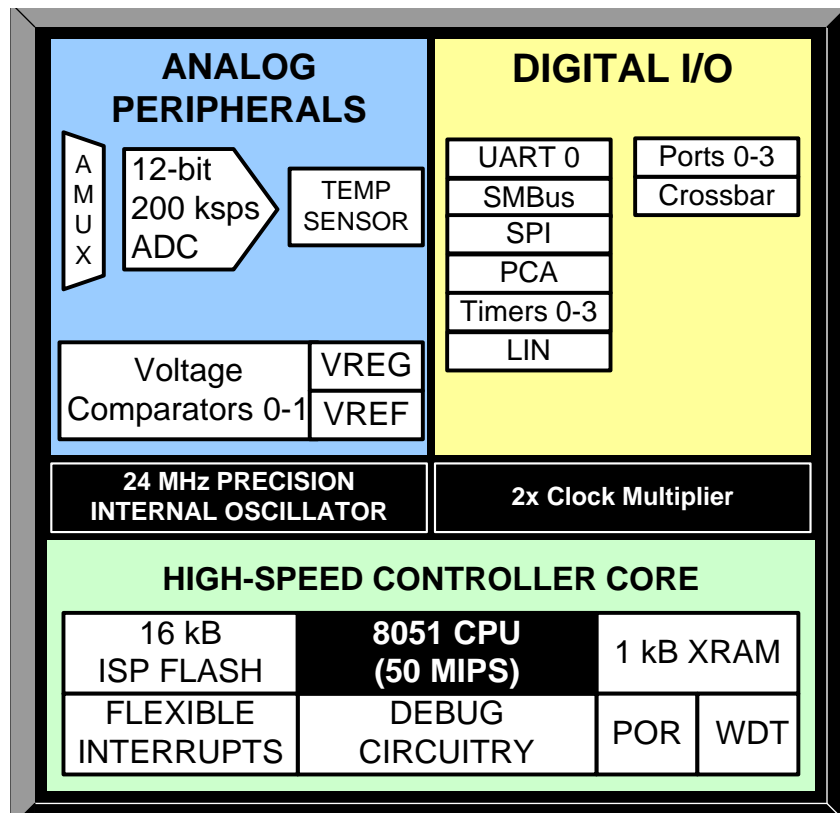 ANALOG
PERIPHERALS
A
M
U
X
12-bit
200 ksps
ADC
TEMP
SENSOR
Voltage
Comparators 0-1
VREG
VREF
DIGITAL I/O
UART 0
SMBus
SPI
PCA
Timers 0-3
LIN
Ports 0-3
Crossbar
24 MHz PRECISION
INTERNAL OSCILLATOR
2x Clock Multiplier
HIGH-SPEED CONTROLLER CORE
16 kB
ISP FLASH
8051 CPU
(50 MIPS)
1 kB XRAM
FLEXIBLE
INTERRUPTS
DEBUG
CIRCUITRY
POR
WDT